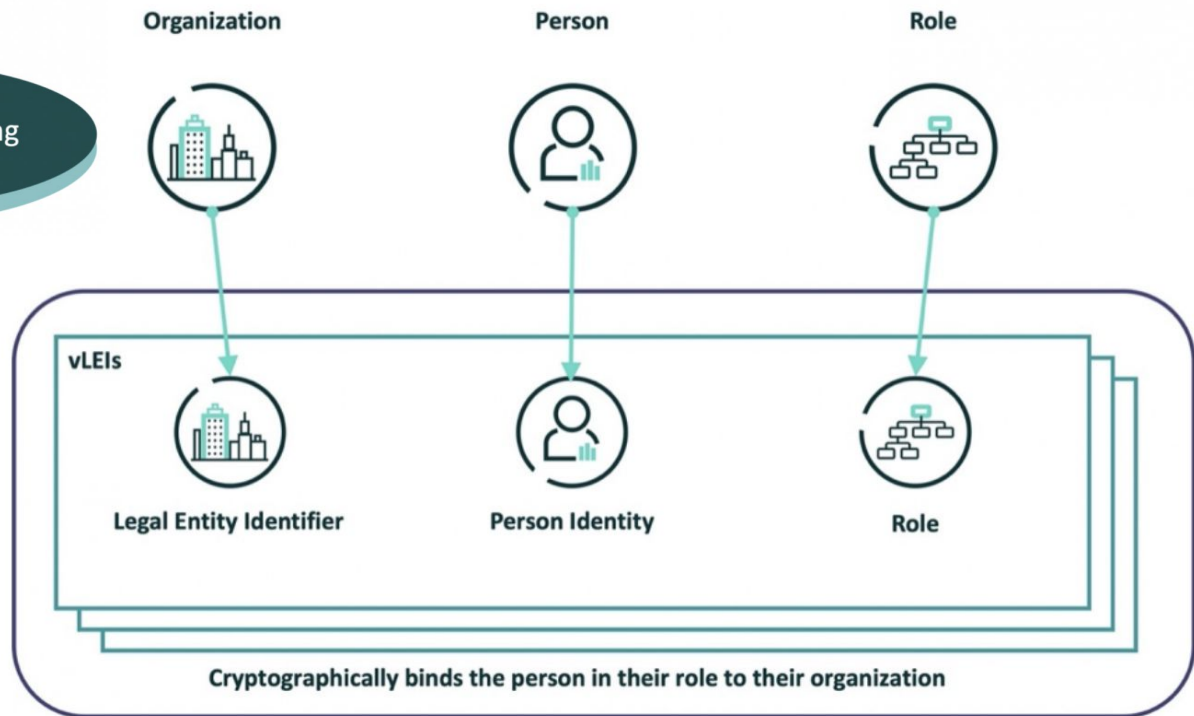 Organization
Person
Role
vLEIs
Legal Entity Identifier
Person Identity
Role
Cryptographically binds the person in their role to their organization